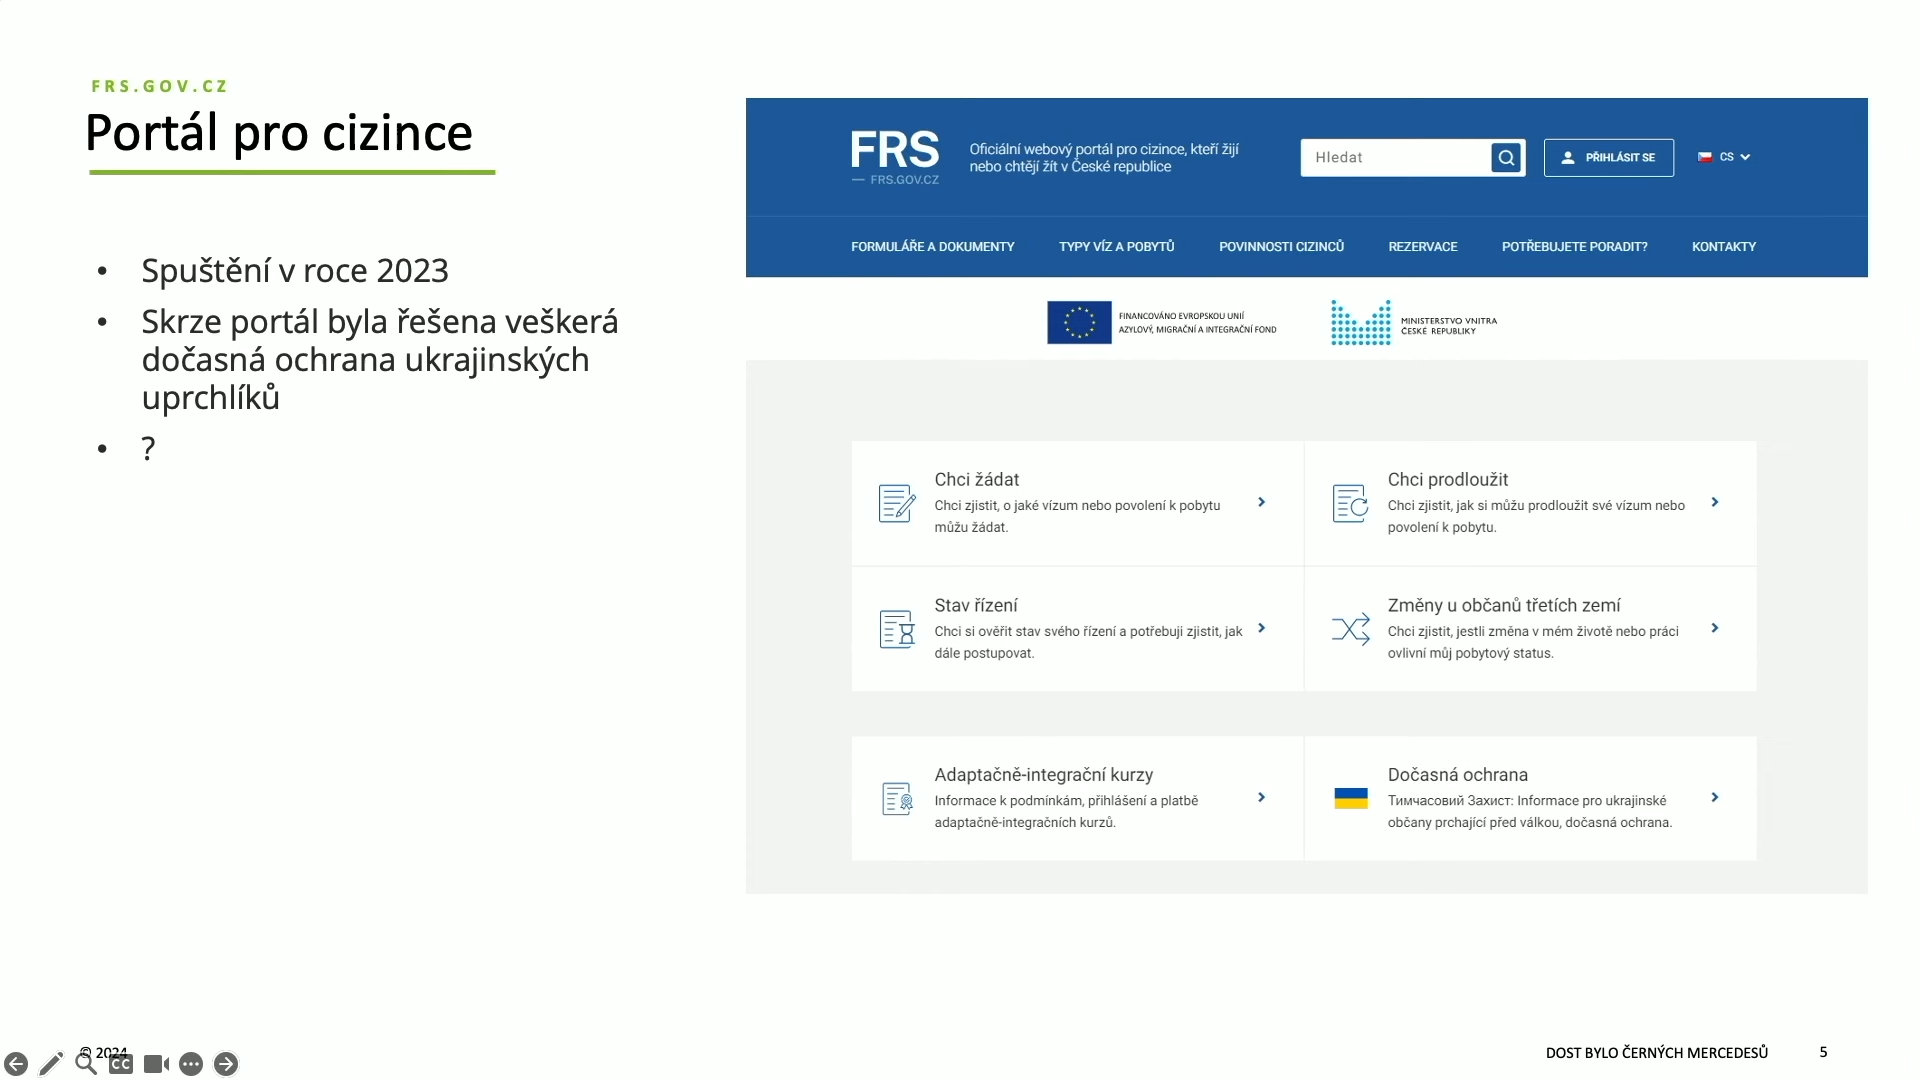 FRS.GOV.CZ
Portál pro cizince
• Spuštění v roce 2023
• Skrze portál byla řešena veškerá
dočasná ochrana ukrajinských
uprchlíků
• ?
FRS
— FRS.GOV.CZ
Oficiální webový portál pro cizince, kteří žijí
nebo chtějí žít v České republice
Hledat
PŘIHLÁSIT SE
CS
FORMULÁŘE A DOKUMENTY
TYPY VÍZ A POBYTŮ
POVINNOSTI CIZINCŮ
REZERVACE
POTŘEBUJETE PORADIT?
KONTAKTY
FINANCOVÁNO EVROPSKOU UNIÍ
AZYLOVÝ, MIGRAČNÍ A INTEGRAČNÍ FOND
MINISTERSTVO VNITRA
ČESKÉ REPUBLIKY
Chci žádat
Chci zjistit, o jaké vízum nebo povolení k pobytu
můžu žádat.
Chci prodloužit
Chci zjistit, jak si můžu prodloužit své vízum nebo
povolení k pobytu.
Stav řízení
Chci si ověřit stav svého řízení a potřebuji zjistit, jak
dále postupovat.
Změny u občanů třetích zemí
Chci zjistit, jestli změna v mém životě nebo práci
ovlivní můj pobytový status.
Adaptačně-integrační kurzy
Informace k podmínkám, přihlášení a platbě
adaptačně-integračních kurzů.
Dočasná ochrana
Тимчасовий Захист: Informace pro ukrajinské
občany prchající před válkou, dočasná ochrana.
© 2024
CC
DOST BYLO ČERNÝCH MERCEDESŮ
5